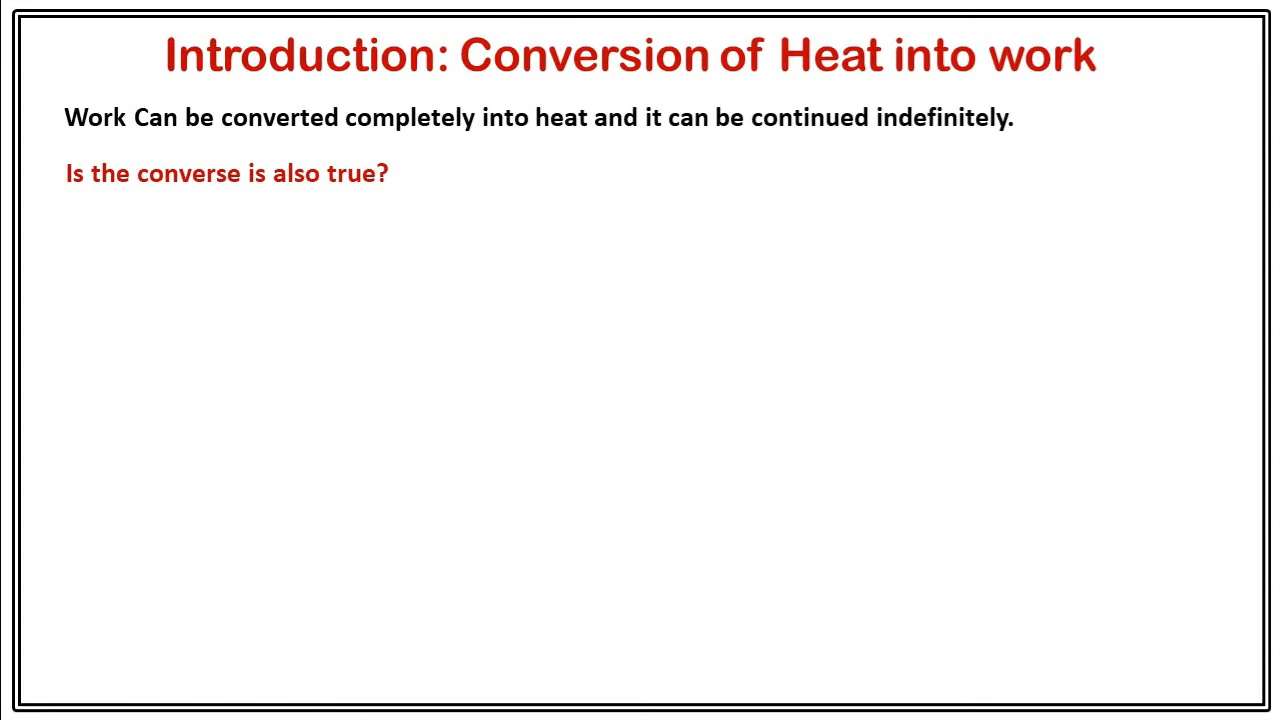 Introduction: Conversion of Heat into work
Work Can be converted completely into heat and it can be continued indefinitely.
Is the converse is also true?